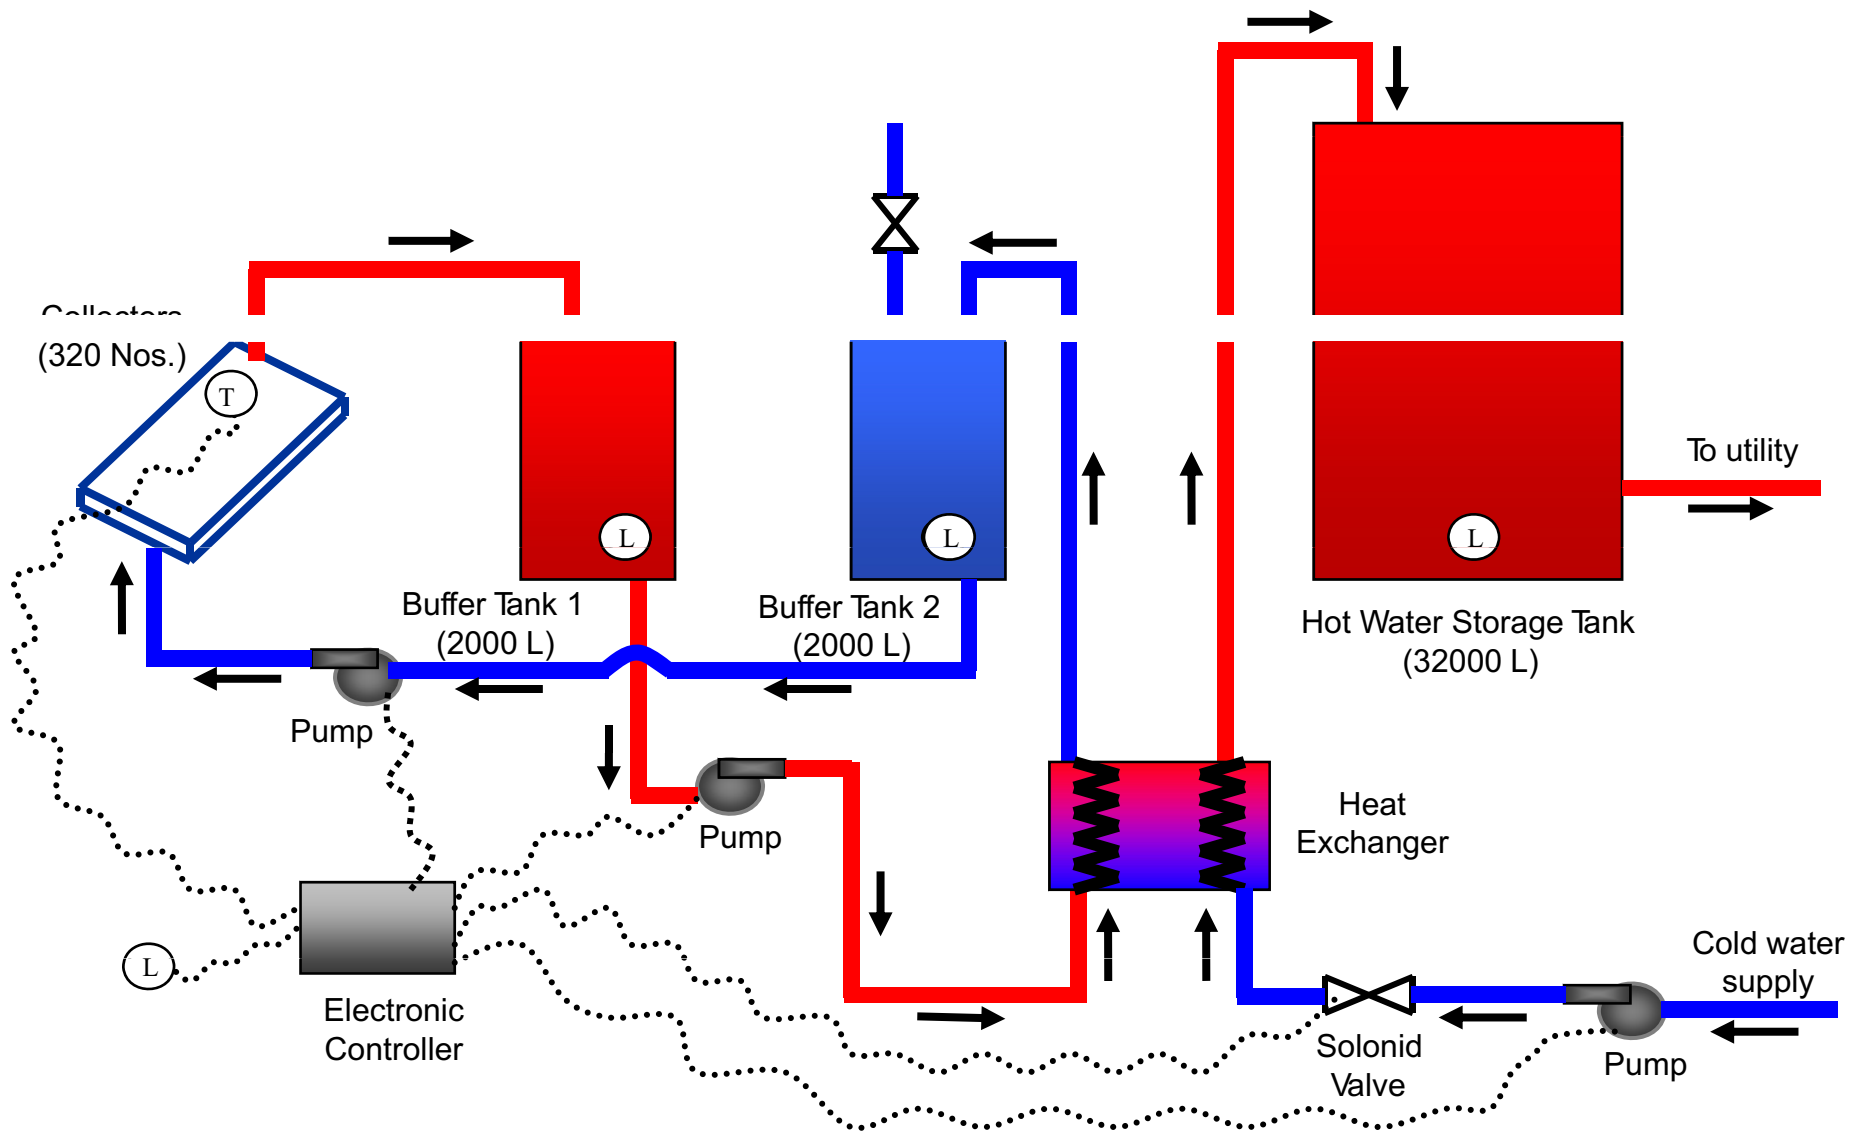 Collectors
(320 Nos.)
T
L
L
L
To utility
Buffer Tank 1
(2000 L)
Buffer Tank 2
(2000 L)
Hot Water Storage Tank
(32000 L)
Pump
Pump
Heat
Exchanger
L
Electronic
Controller
Cold water
supply
Solonid
Valve
Pump